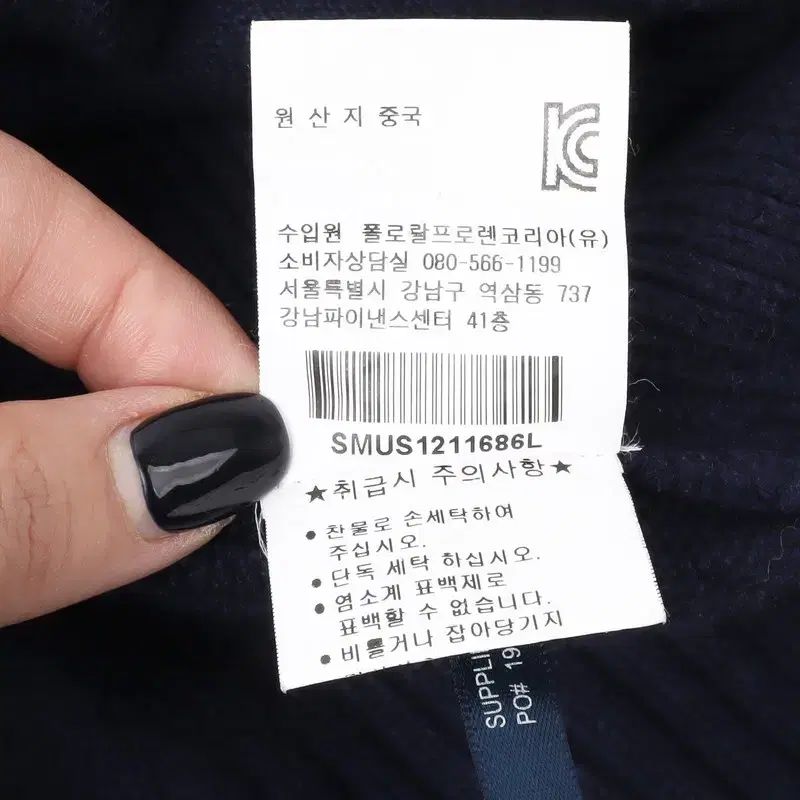 원 산 지 중국
KC
수입원 폴로랄프로렌코리아(유)
소비자상담실 080-566-1199
서울특별시 강남구 역삼동 737
강남파이낸스센터 41층
SMUS1211686L
★취급시 주의사항★
• 찬물로 손세탁하여
주십시오.
• 단독 세탁 하십시오.
• 염소계 표백제로
표백할 수 없습니다.
• 비틀거나 잡아당기지
SUPPLI
PO# 19